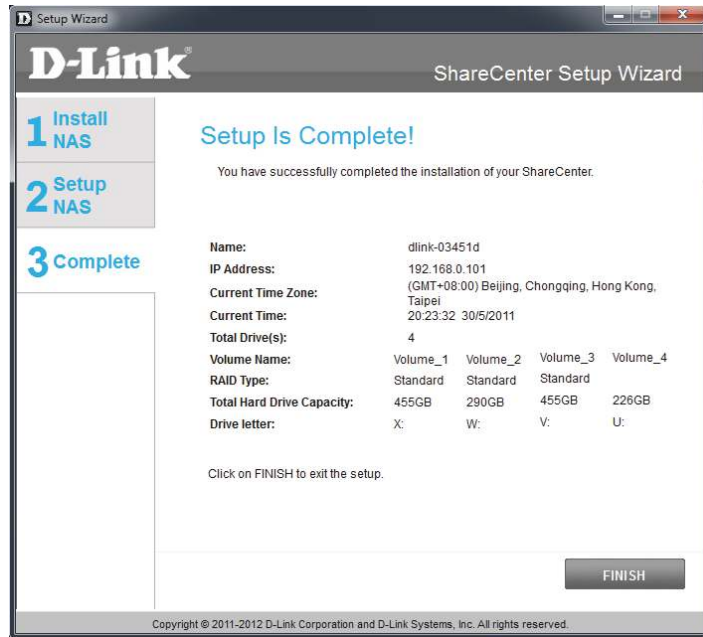 Setup Wizard
D-Link®
ShareCenter Setup Wizard
1 Install NAS
2 Setup NAS
3 Complete
Setup Is Complete!
You have successfully completed the installation of your ShareCenter.
Name: dlink-03451d
IP Address: 192.168.0.101
Current Time Zone: (GMT+08:00) Beijing, Chongqing, Hong Kong,
Taipei
Current Time: 20:23:32 30/5/2011
Total Drive(s): 4
Volume Name: Volume_1 Volume_2 Volume_3 Volume_4
RAID Type: Standard Standard Standard
Total Hard Drive Capacity: 455GB 290GB 455GB 226GB
Drive letter: X: W: V: U:
Click on FINISH to exit the setup.
FINISH
Copyright © 2011-2012 D-Link Corporation and D-Link Systems, Inc. All rights reserved.